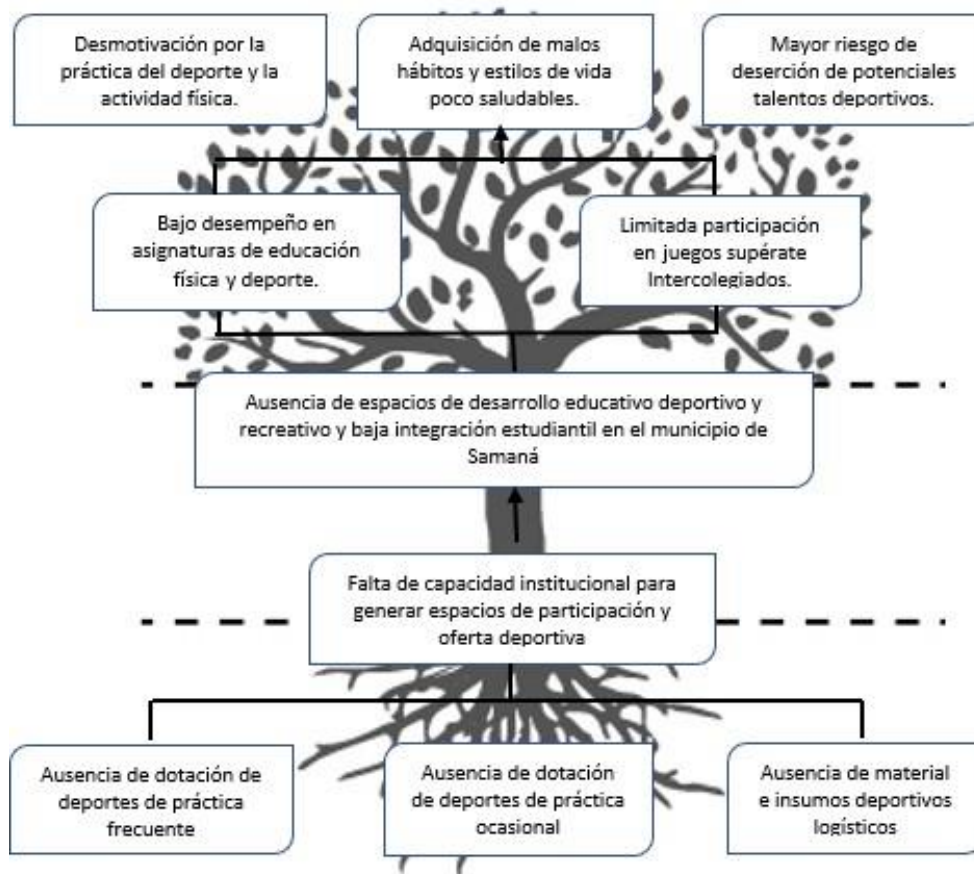 Desmotivación por la
práctica del deporte y la
actividad física.
Adquisición de malos
hábitos y estilos de vida
poco saludables.
Mayor riesgo de
deserción de potenciales
talentos deportivos.
Bajo desempeño en
asignaturas de educación
física y deporte.
Limitada participación
en juegos supérate
Intercolegiados.
Ausencia de espacios de desarrollo educativo deportivo y
recreativo y baja integración estudiantil en el municipio de
Samaná
Falta de capacidad institucional para
generar espacios de participación y
oferta deportiva
Ausencia de dotación de
deportes de práctica
frecuente
Ausencia de dotación
de deportes de práctica
ocasional
Ausencia de material
e insumos deportivos
logísticos